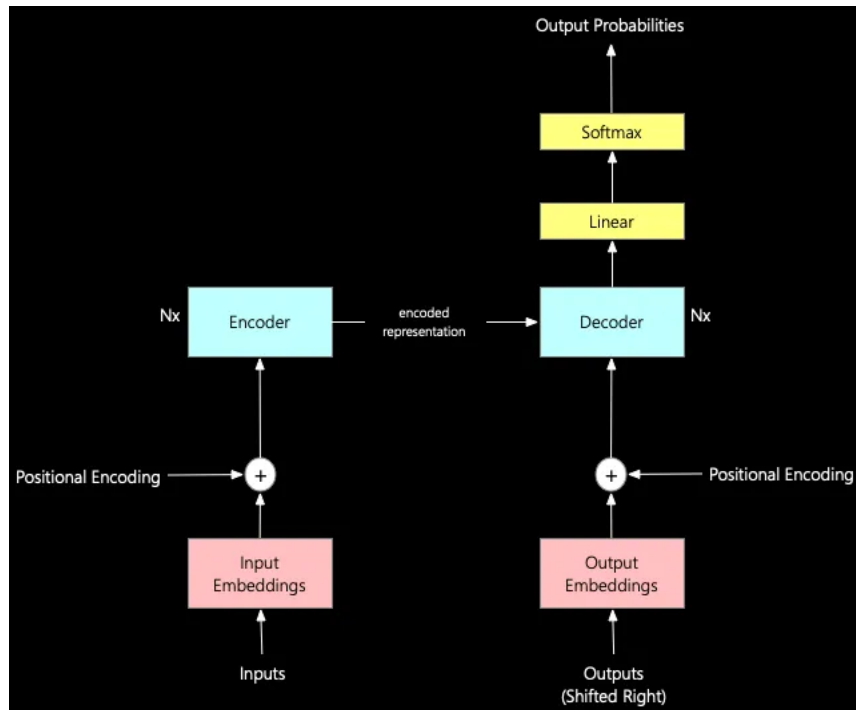 Output Probabilities
Softmax
Linear
Nx
Encoder
encoded
representation
Decoder
Nx
Positional Encoding
+
+
Positional Encoding
Input
Embeddings
Output
Embeddings
Inputs
Outputs
(Shifted Right)